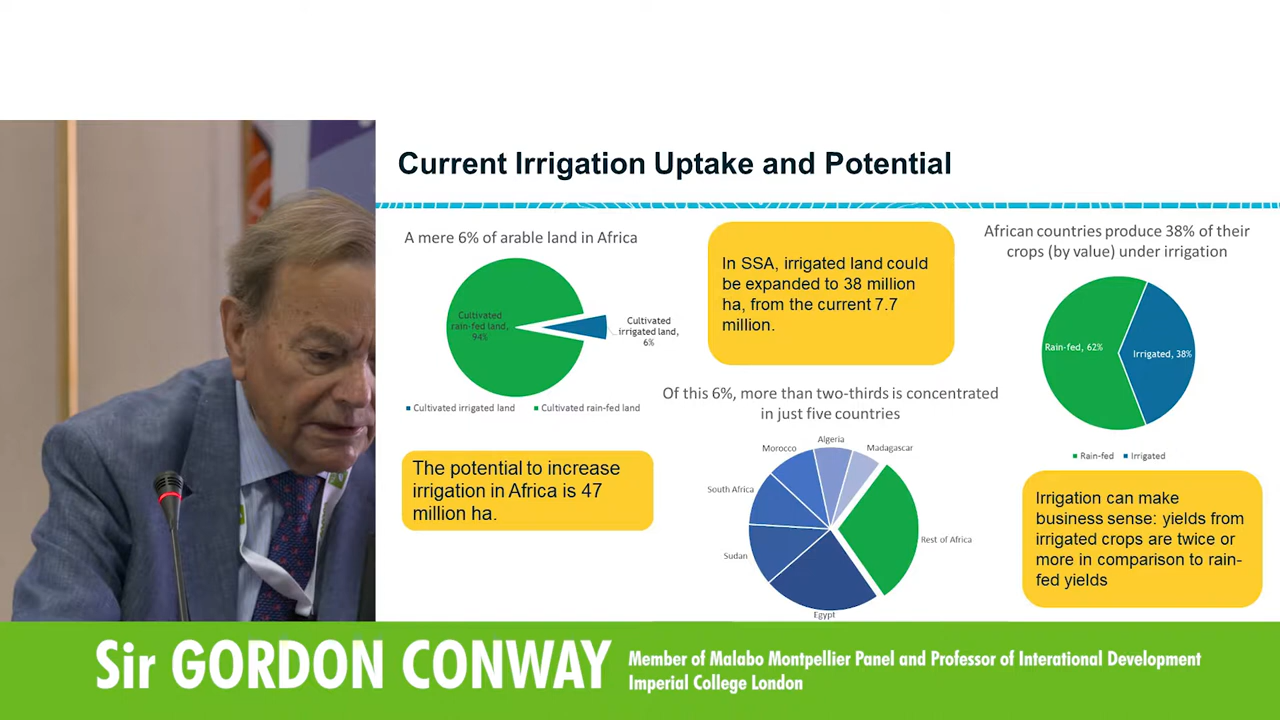 Current Irrigation Uptake and Potential
A mere 6% of arable land in Africa
Cultivated
rain-fed land,
94%
Cultivated
irrigated land,
6%
Cultivated irrigated land
Cultivated rain-fed land
The potential to increase
irrigation in Africa is 47
million ha.
In SSA, irrigated land could
be expanded to 38 million
ha, from the current 7.7
million.
Of this 6%, more than two-thirds is concentrated
in just five countries
Algeria
Morocco
Madagascar
South Africa
Rest of Africa
Sudan
Egypt
African countries produce 38% of their
crops (by value) under irrigation
Rain-fed, 62%
Irrigated, 38%
Rain-fed
Irrigated
Irrigation can make
business sense: yields from
irrigated crops are twice or
more in comparison to rain-
fed yields
Sir GORDON CONWAY
Member of Malabo Montpellier Panel and Professor of Interational Development
Imperial College London